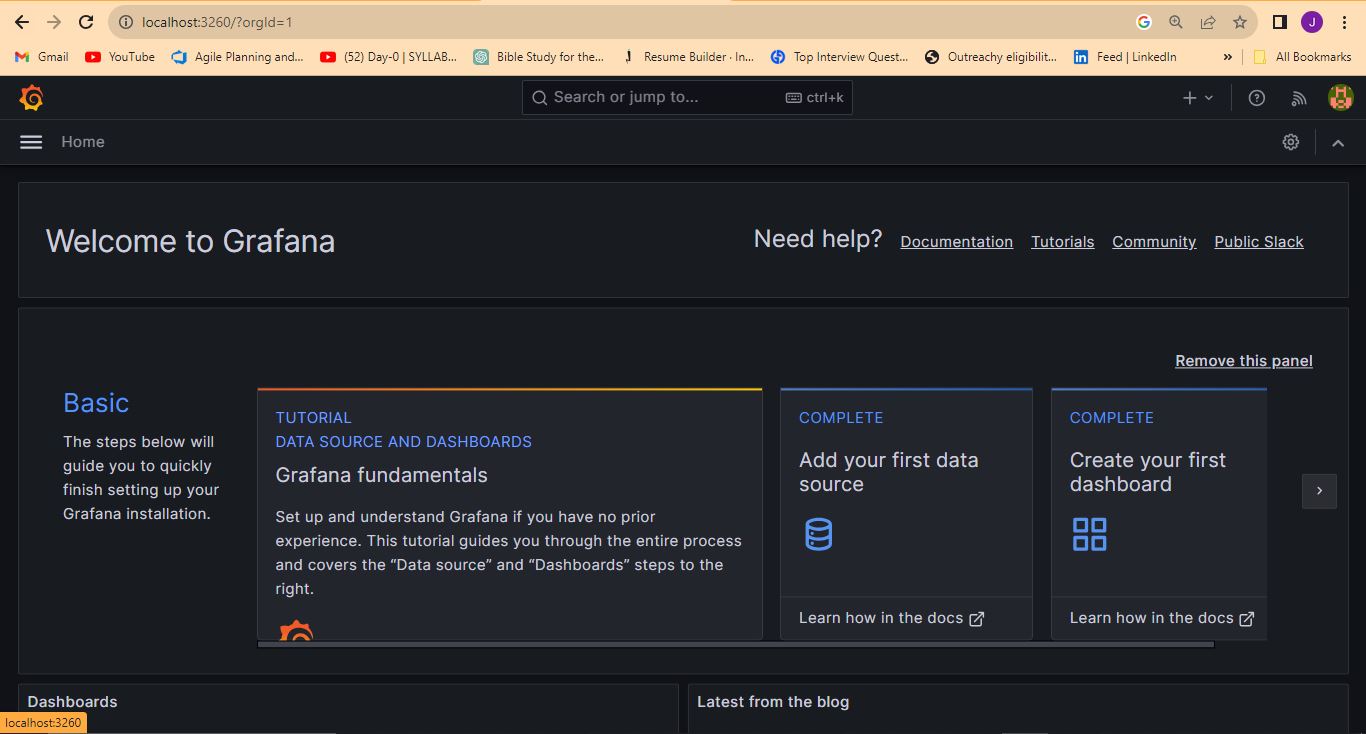 localhost:3260/?orgId=1
J
Gmail
YouTube
Agile Planning and...
(52) Day-0 | SYLLAB...
Bible Study for the...
Resume Builder · In...
Top Interview Quest...
Outreachy eligibilit...
Feed | LinkedIn
»
All Bookmarks
Search or jump to...
ctrl+k
Home
Welcome to Grafana
Need help?
Documentation
Tutorials
Community
Public Slack
Remove this panel
Basic
The steps below will
guide you to quickly
finish setting up your
Grafana installation.
TUTORIAL
DATA SOURCE AND DASHBOARDS
Grafana fundamentals
Set up and understand Grafana if you have no prior
experience. This tutorial guides you through the entire process
and covers the “Data source” and “Dashboards” steps to the
right.
COMPLETE
Add your first data
source
Learn how in the docs
COMPLETE
Create your first
dashboard
Learn how in the docs
Dashboards
Latest from the blog
localhost:3260